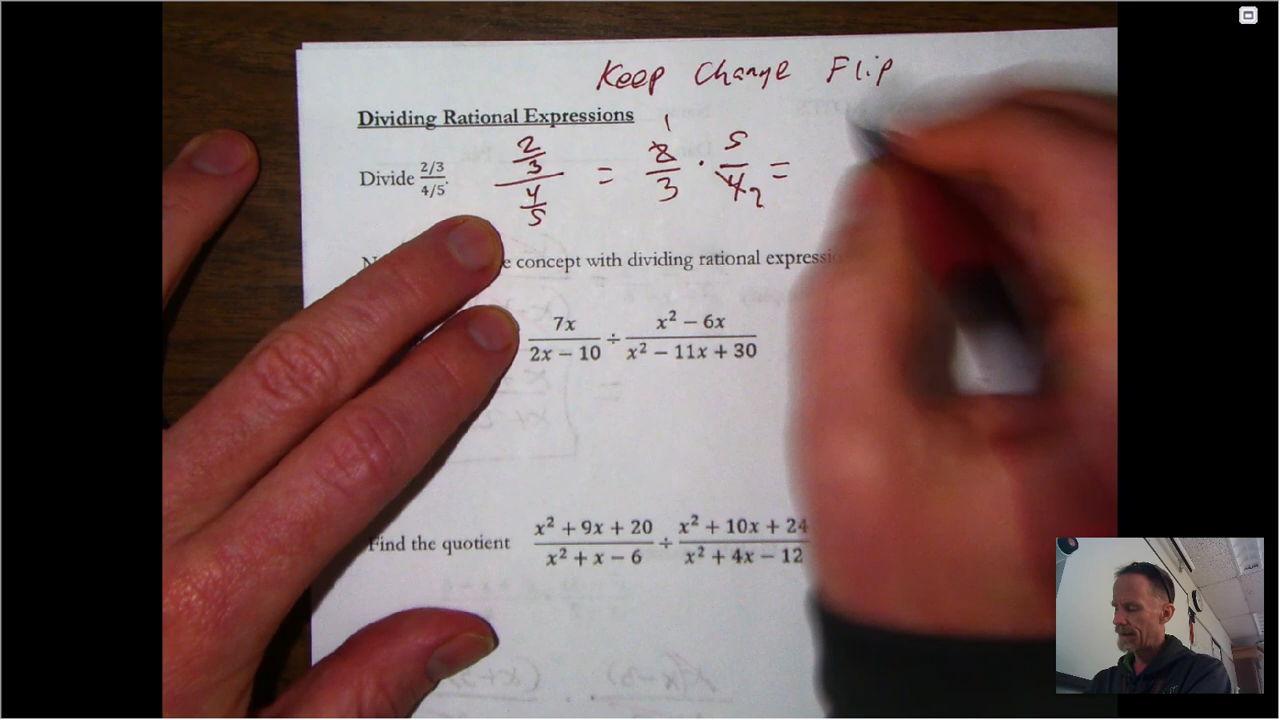 Keep Change Flip
Dividing Rational Expressions
Divide (2/3)/(4/5). (2/3)/(4/5) = 2/3 1 · 5/4 2 =
e concept with dividing rational
7x/(2x − 10) ÷ (x² − 6x)/(x² − 11x + 30)
Find the quotient (x² + 9x + 20)/(x² + x − 6) ÷ (x² + 10x + 24)/(x² + 4x − 12)